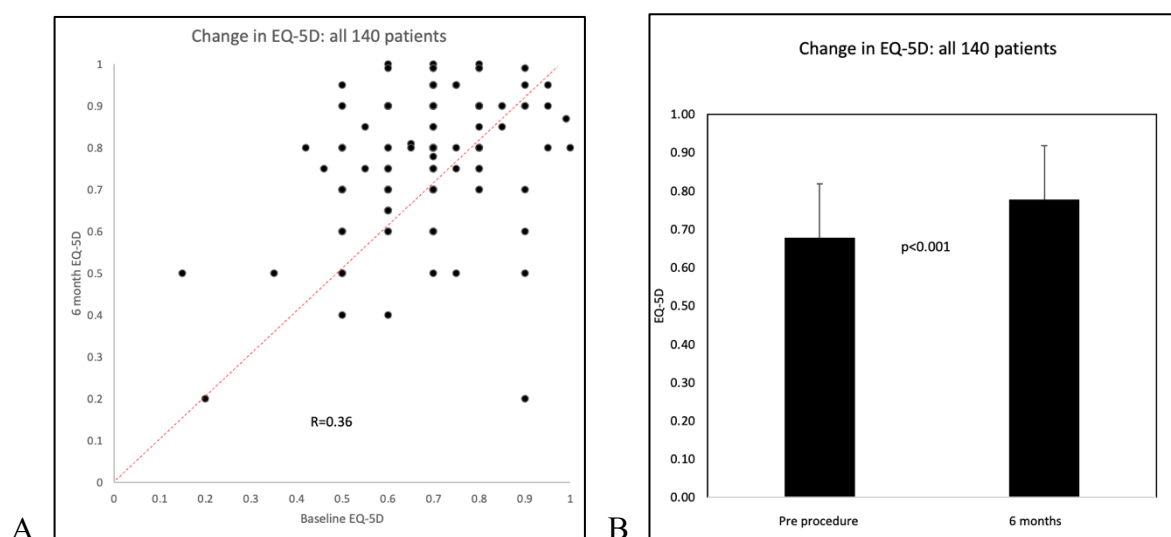 Change in EQ-5D: all 140 patients
1
0.9
0.8
0.7
0.6
0.5
0.4
0.3
0.2
0.1
0
6 month EQ-5D
R=0.36
0 0.1 0.2 0.3 0.4 0.5 0.6 0.7 0.8 0.9 1
Baseline EQ-5D
A
Change in EQ-5D: all 140 patients
1.00
0.90
0.80
0.70
0.60
0.50
0.40
0.30
0.20
0.10
0.00
EQ-5D
p<0.001
Pre procedure 6 months
B